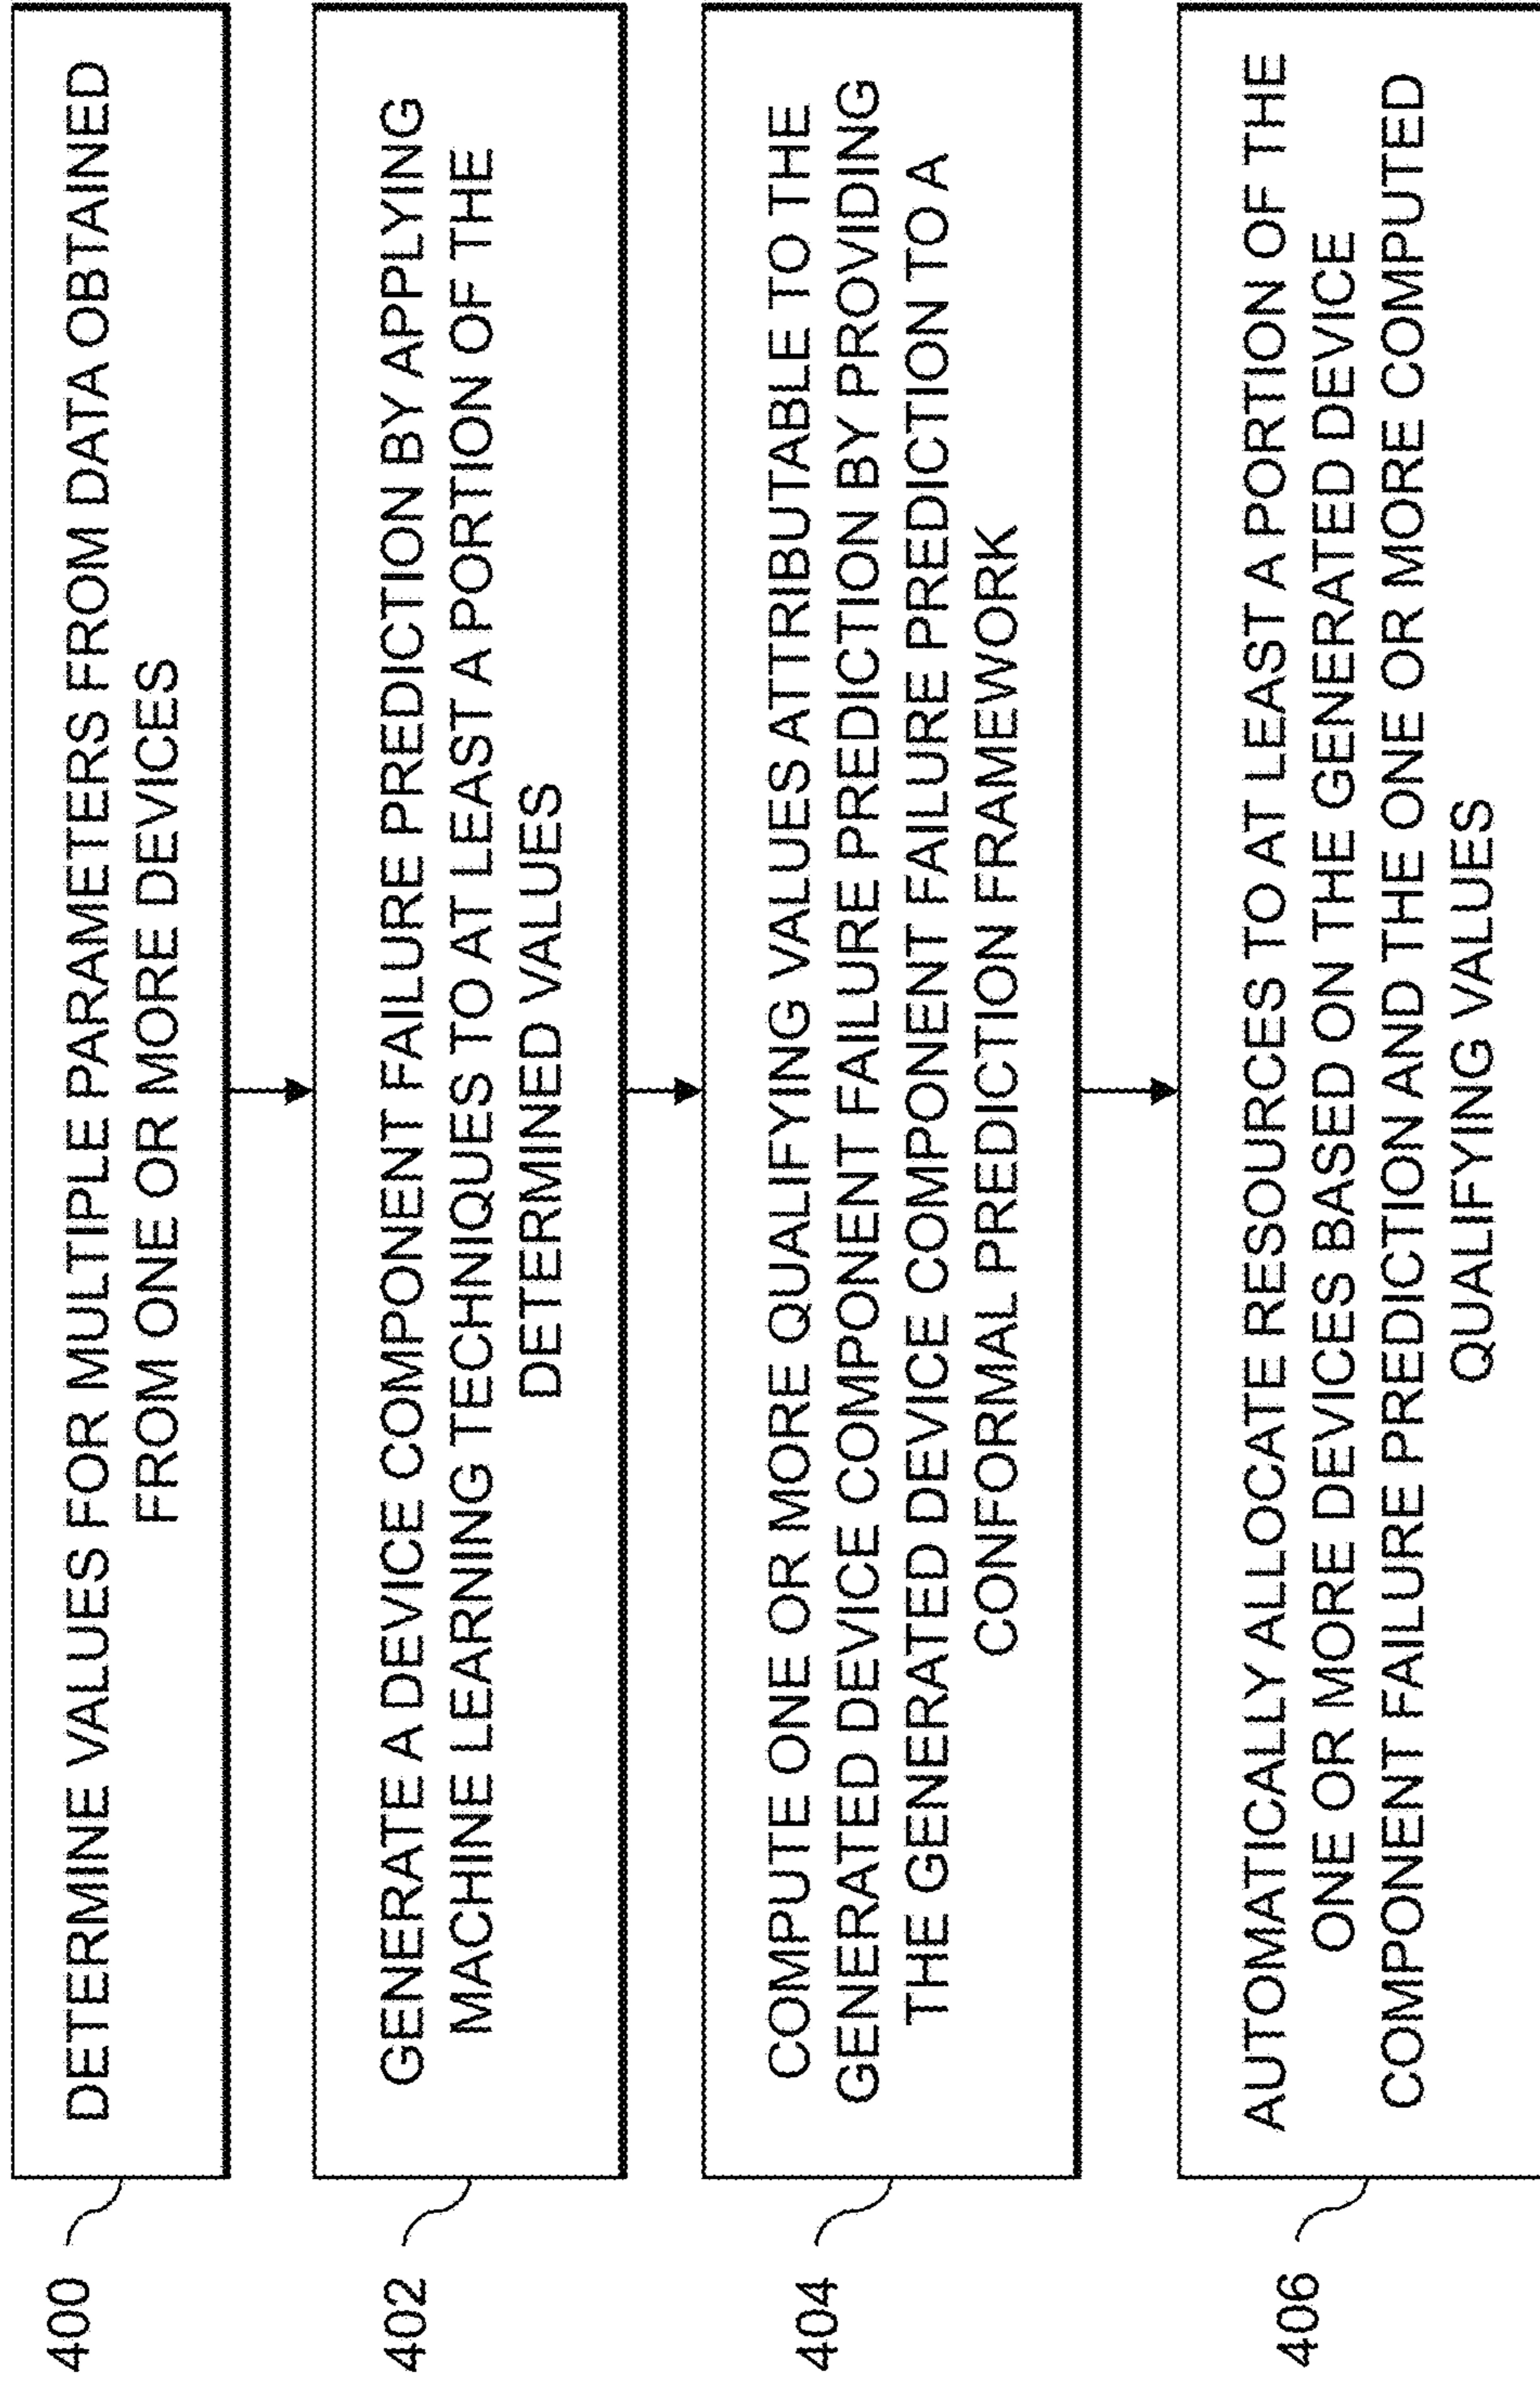 400
DETERMINE VALUES FOR MULTIPLE PARAMETERS FROM DATA OBTAINED
FROM ONE OR MORE DEVICES
402
GENERATE A DEVICE COMPONENT FAILURE PREDICTION BY APPLYING
MACHINE LEARNING TECHNIQUES TO AT LEAST A PORTION OF THE
DETERMINED VALUES
404
COMPUTE ONE OR MORE QUALIFYING VALUES ATTRIBUTABLE TO THE
GENERATED DEVICE COMPONENT FAILURE PREDICTION BY PROVIDING
THE GENERATED DEVICE COMPONENT FAILURE PREDICTION TO A
CONFORMAL PREDICTION FRAMEWORK
406
AUTOMATICALLY ALLOCATE RESOURCES TO AT LEAST A PORTION OF THE
ONE OR MORE DEVICES BASED ON THE GENERATED DEVICE
COMPONENT FAILURE PREDICTION AND THE ONE OR MORE COMPUTED
QUALIFYING VALUES